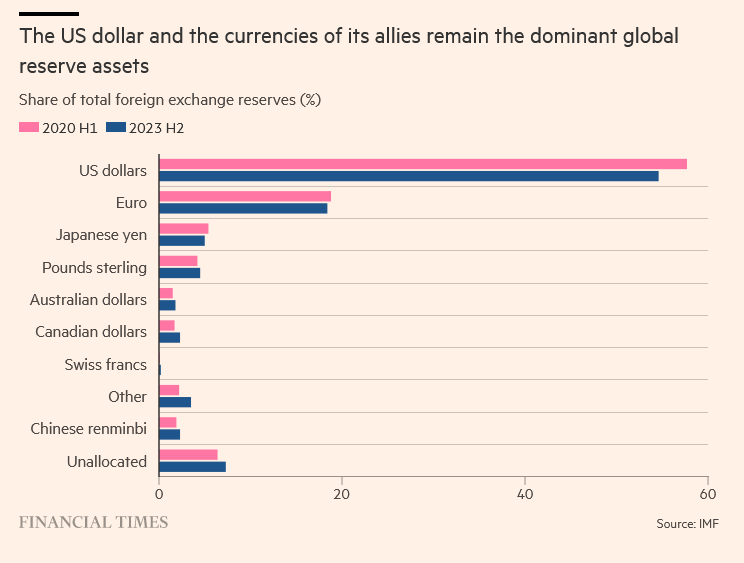 The US dollar and the currencies of its allies remain the dominant global
reserve assets
Share of total foreign exchange reserves (%)
2020 H1 2023 H2
US dollars
Euro
Japanese yen
Pounds sterling
Australian dollars
Canadian dollars
Swiss francs
Other
Chinese renminbi
Unallocated
0 20 40 60
FINANCIAL TIMES Source: IMF